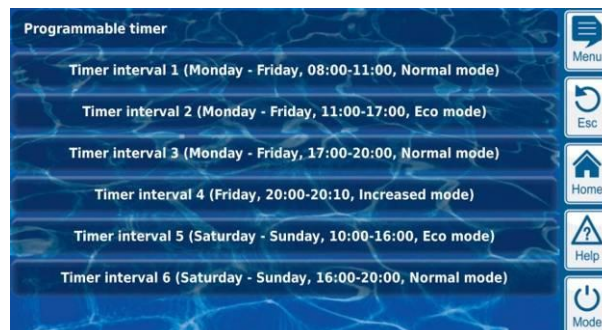 Programmable timer
Timer interval 1 (Monday - Friday, 08:00-11:00, Normal mode)
Timer interval 2 (Monday - Friday, 11:00-17:00, Eco mode)
Timer interval 3 (Monday - Friday, 17:00-20:00, Normal mode)
Timer interval 4 (Friday, 20:00-20:10, Increased mode)
Timer interval 5 (Saturday - Sunday, 10:00-16:00, Eco mode)
Timer interval 6 (Saturday - Sunday, 16:00-20:00, Normal mode)
Menu
Esc
Home
Help
Mode